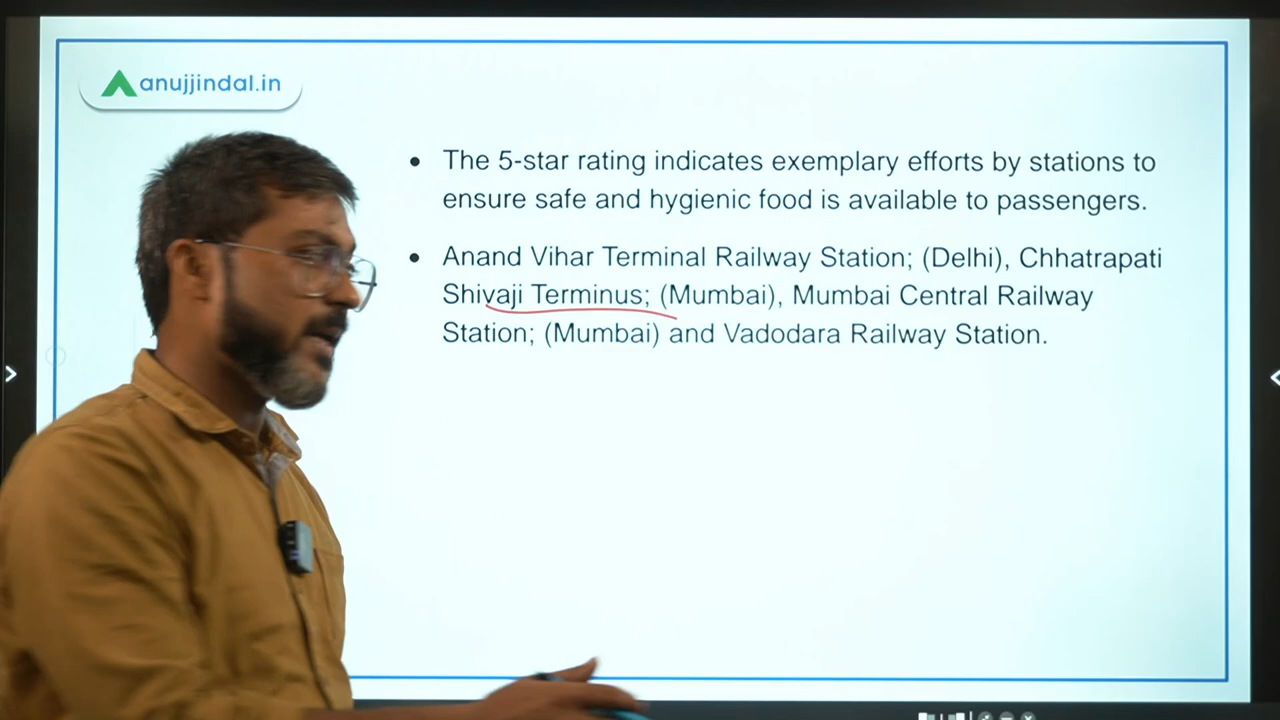 anujjindal.in
The 5-star rating indicates exemplary efforts by stations to
ensure safe and hygienic food is available to passengers.
Anand Vihar Terminal Railway Station; (Delhi), Chhatrapati
Shivaji Terminus; (Mumbai), Mumbai Central Railway
Station; (Mumbai) and Vadodara Railway Station.